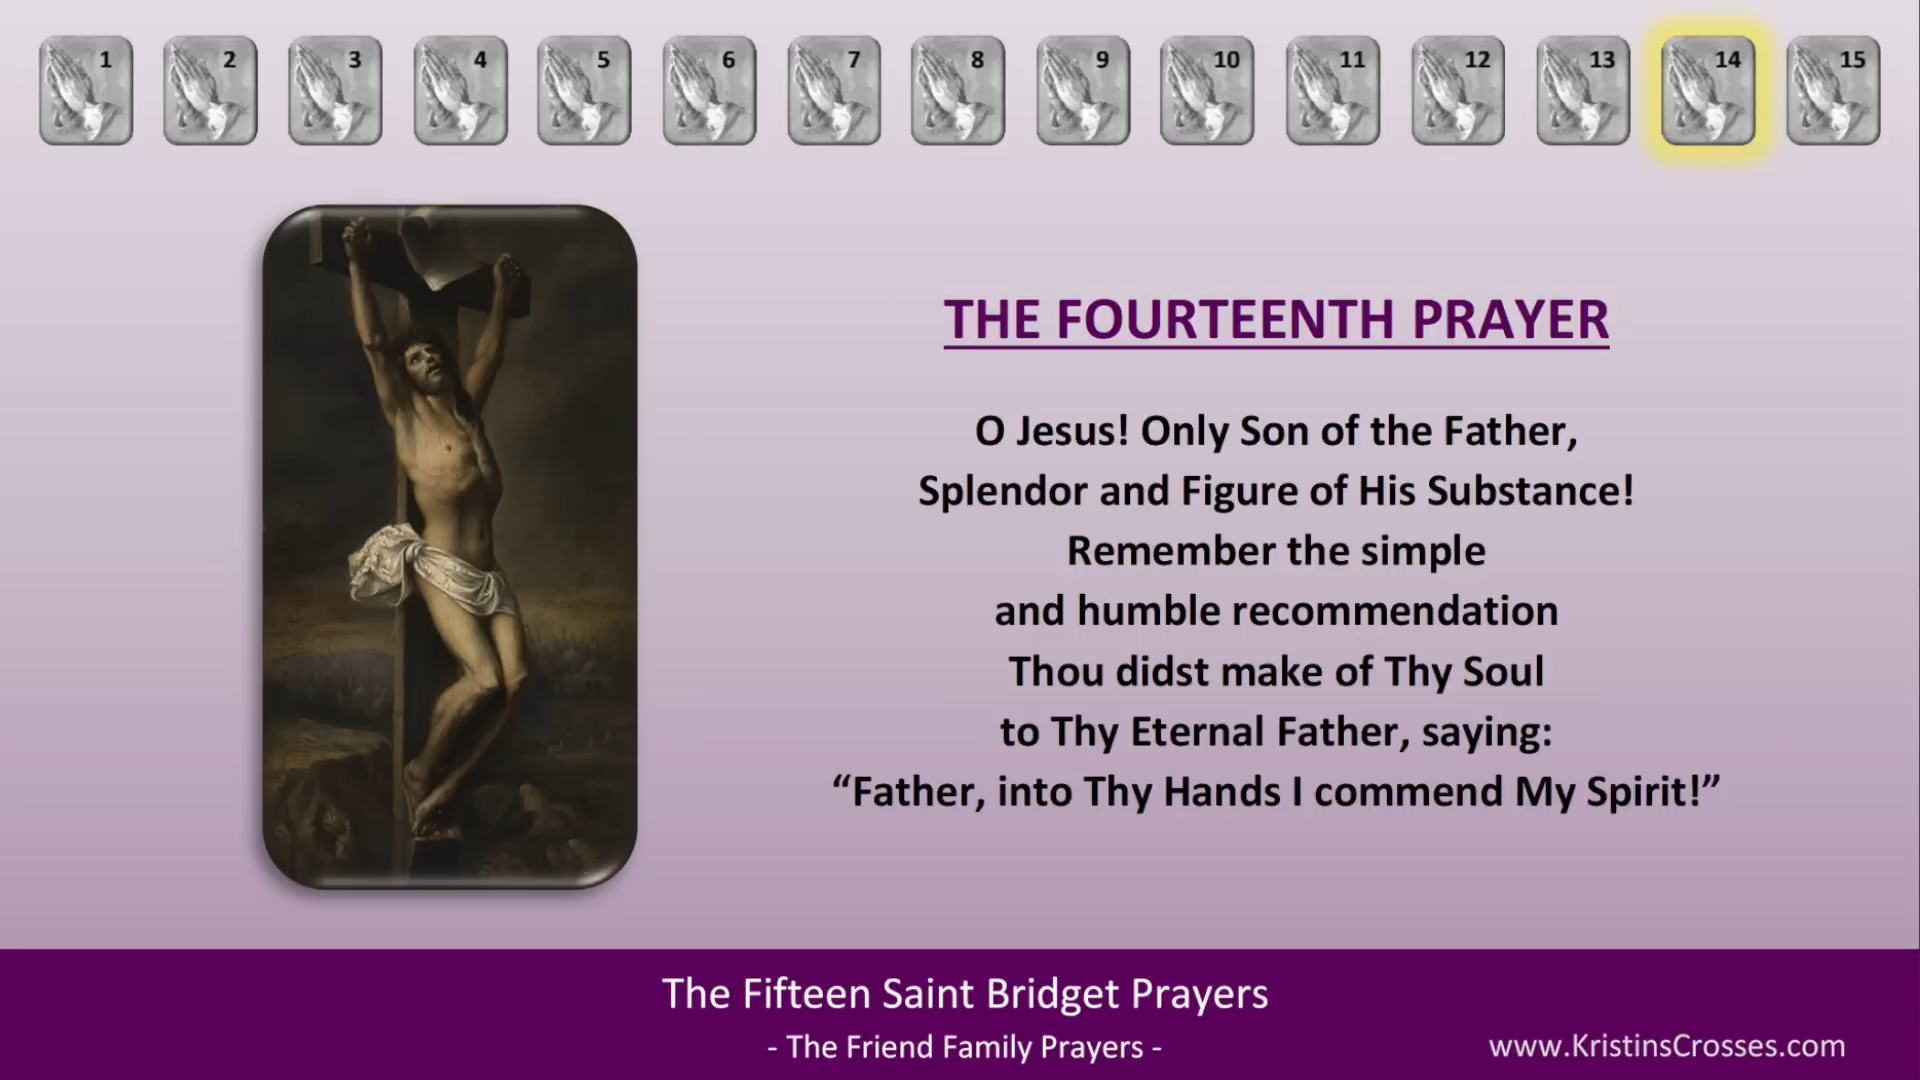 1 2 3 4 5 6 7 8 9 10 11 12 13 14 15
THE FOURTEENTH PRAYER
O Jesus! Only Son of the Father,
Splendor and Figure of His Substance!
Remember the simple
and humble recommendation
Thou didst make of Thy Soul
to Thy Eternal Father, saying:
“Father, into Thy Hands I commend My Spirit!”
The Fifteen Saint Bridget Prayers
- The Friend Family Prayers -
www.KristinsCrosses.com